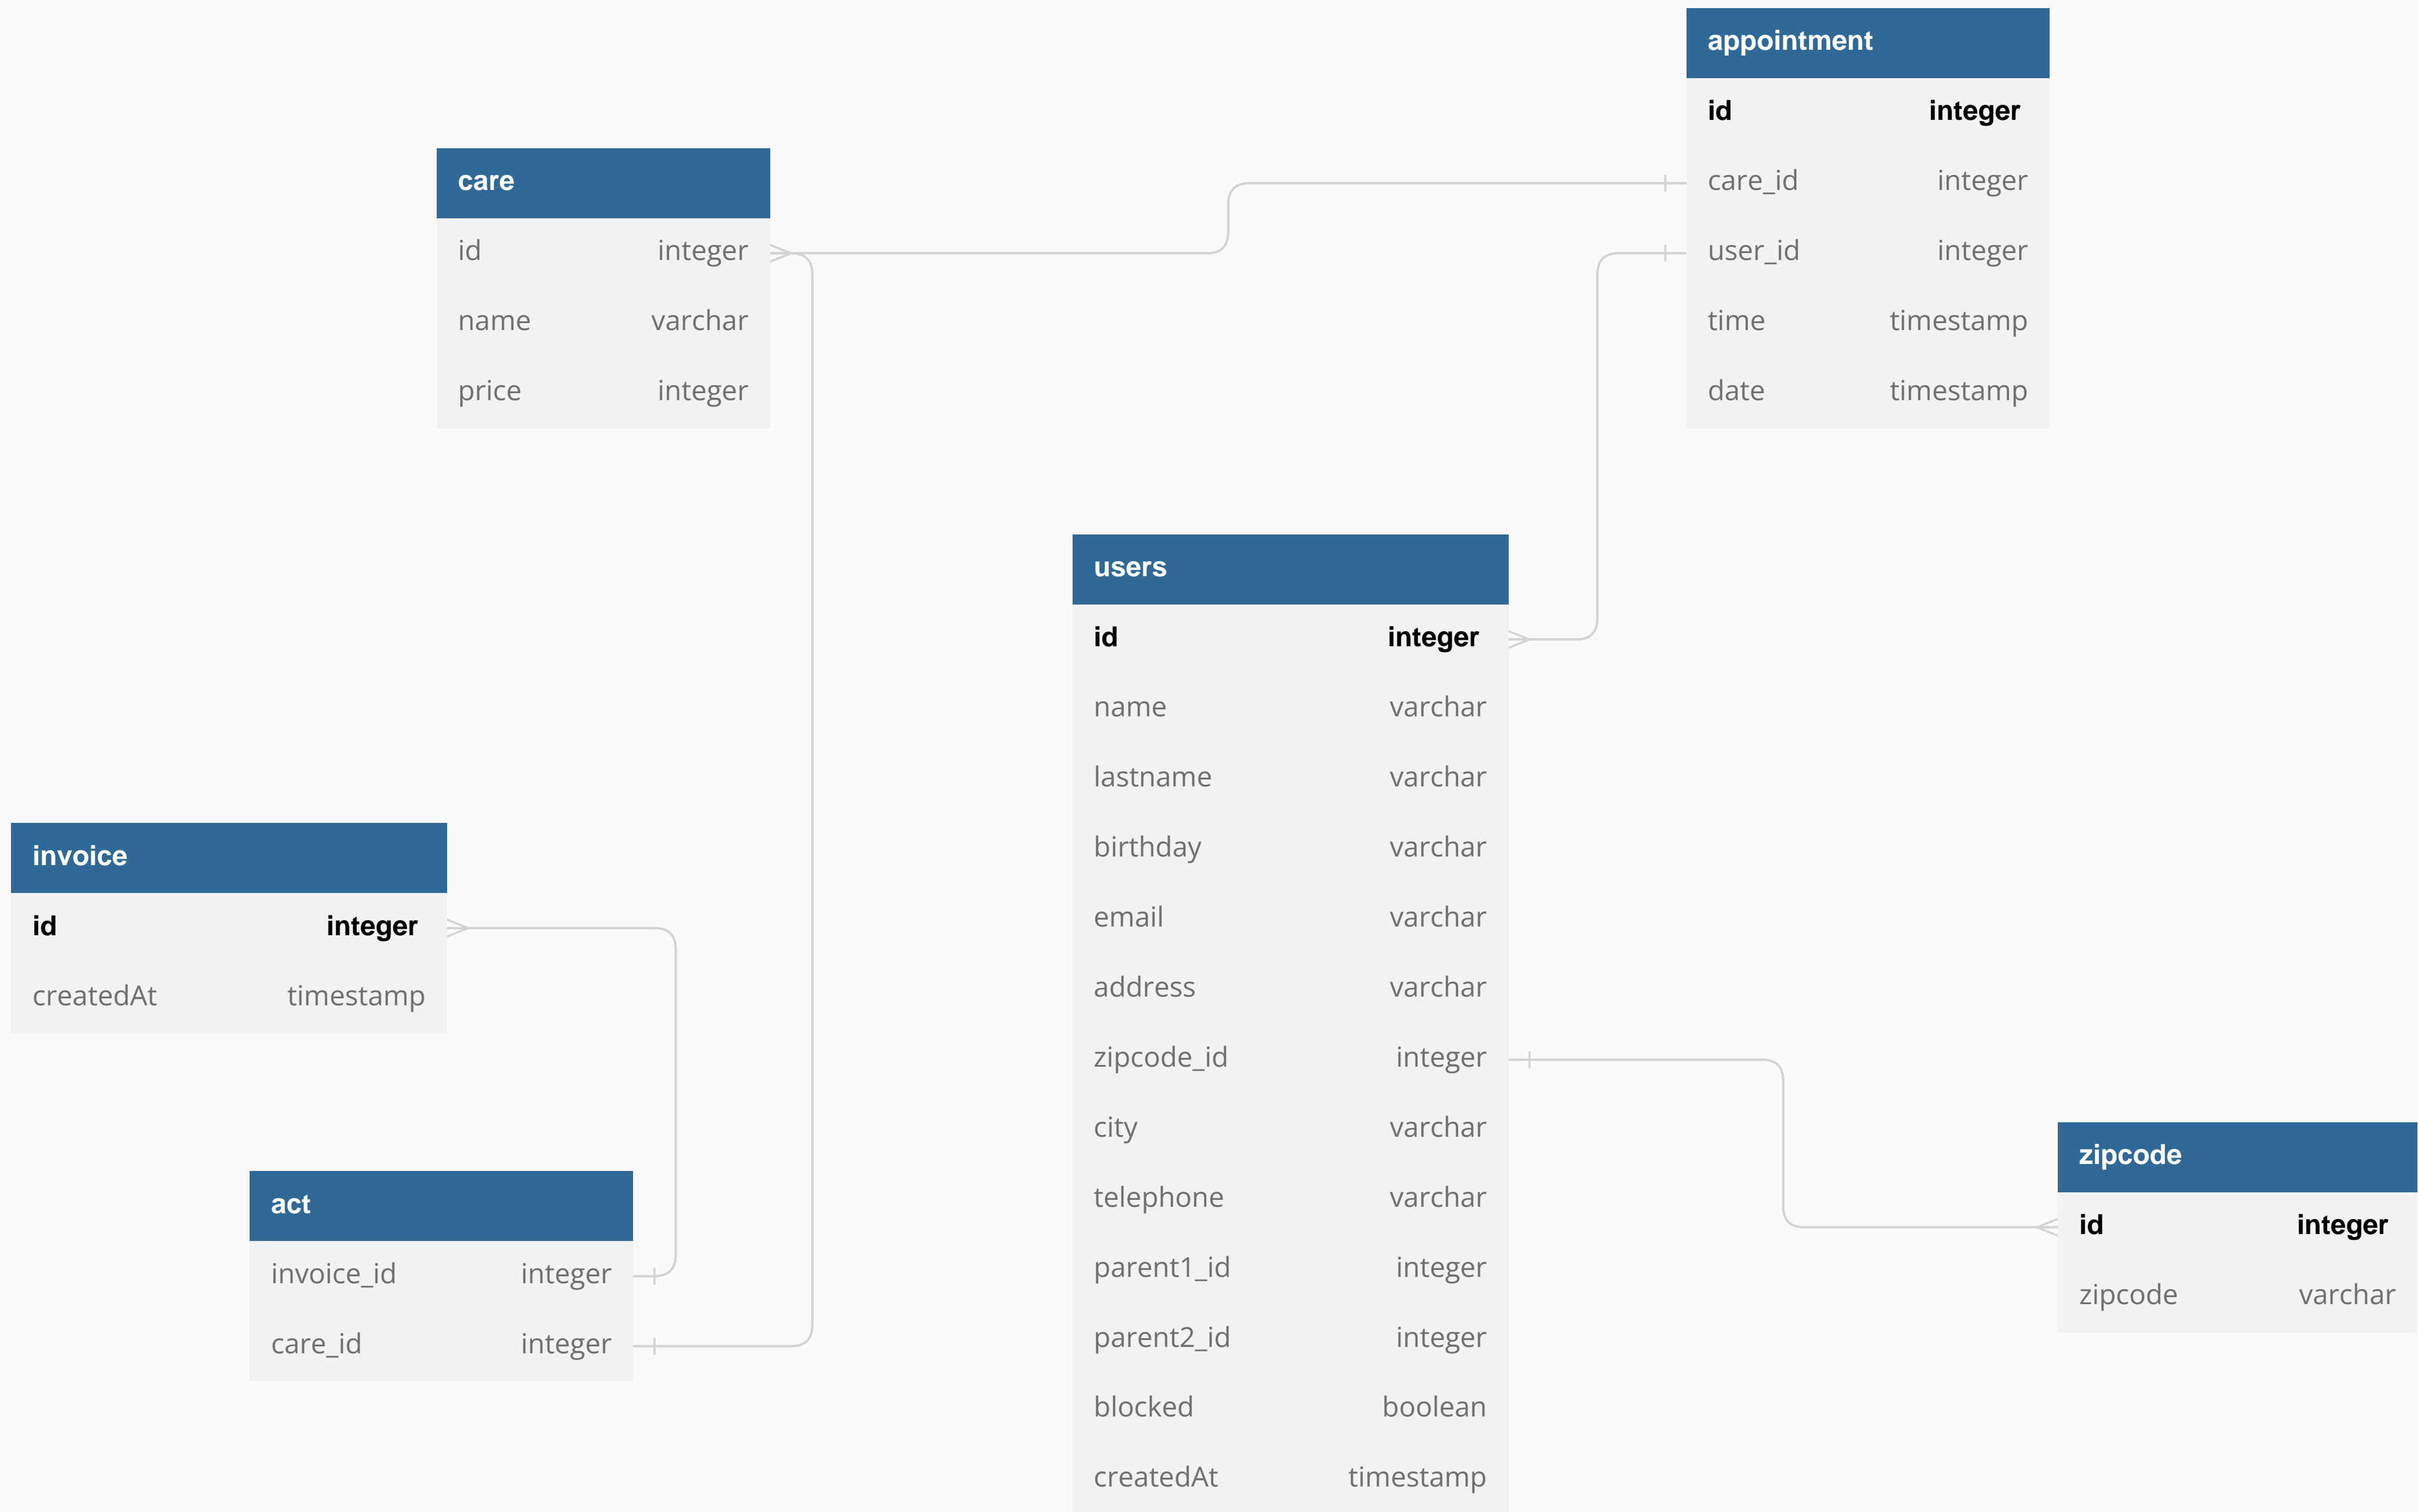 appointment
id integer
care_id integer
user_id integer
time timestamp
date timestamp
care
id integer
name varchar
price integer
users
id integer
name varchar
lastname varchar
birthday varchar
email varchar
address varchar
zipcode_id integer
city varchar
telephone varchar
parent1_id integer
parent2_id integer
blocked boolean
createdAt timestamp
invoice
id integer
createdAt timestamp
act
invoice_id integer
care_id integer
zipcode
id integer
zipcode varchar